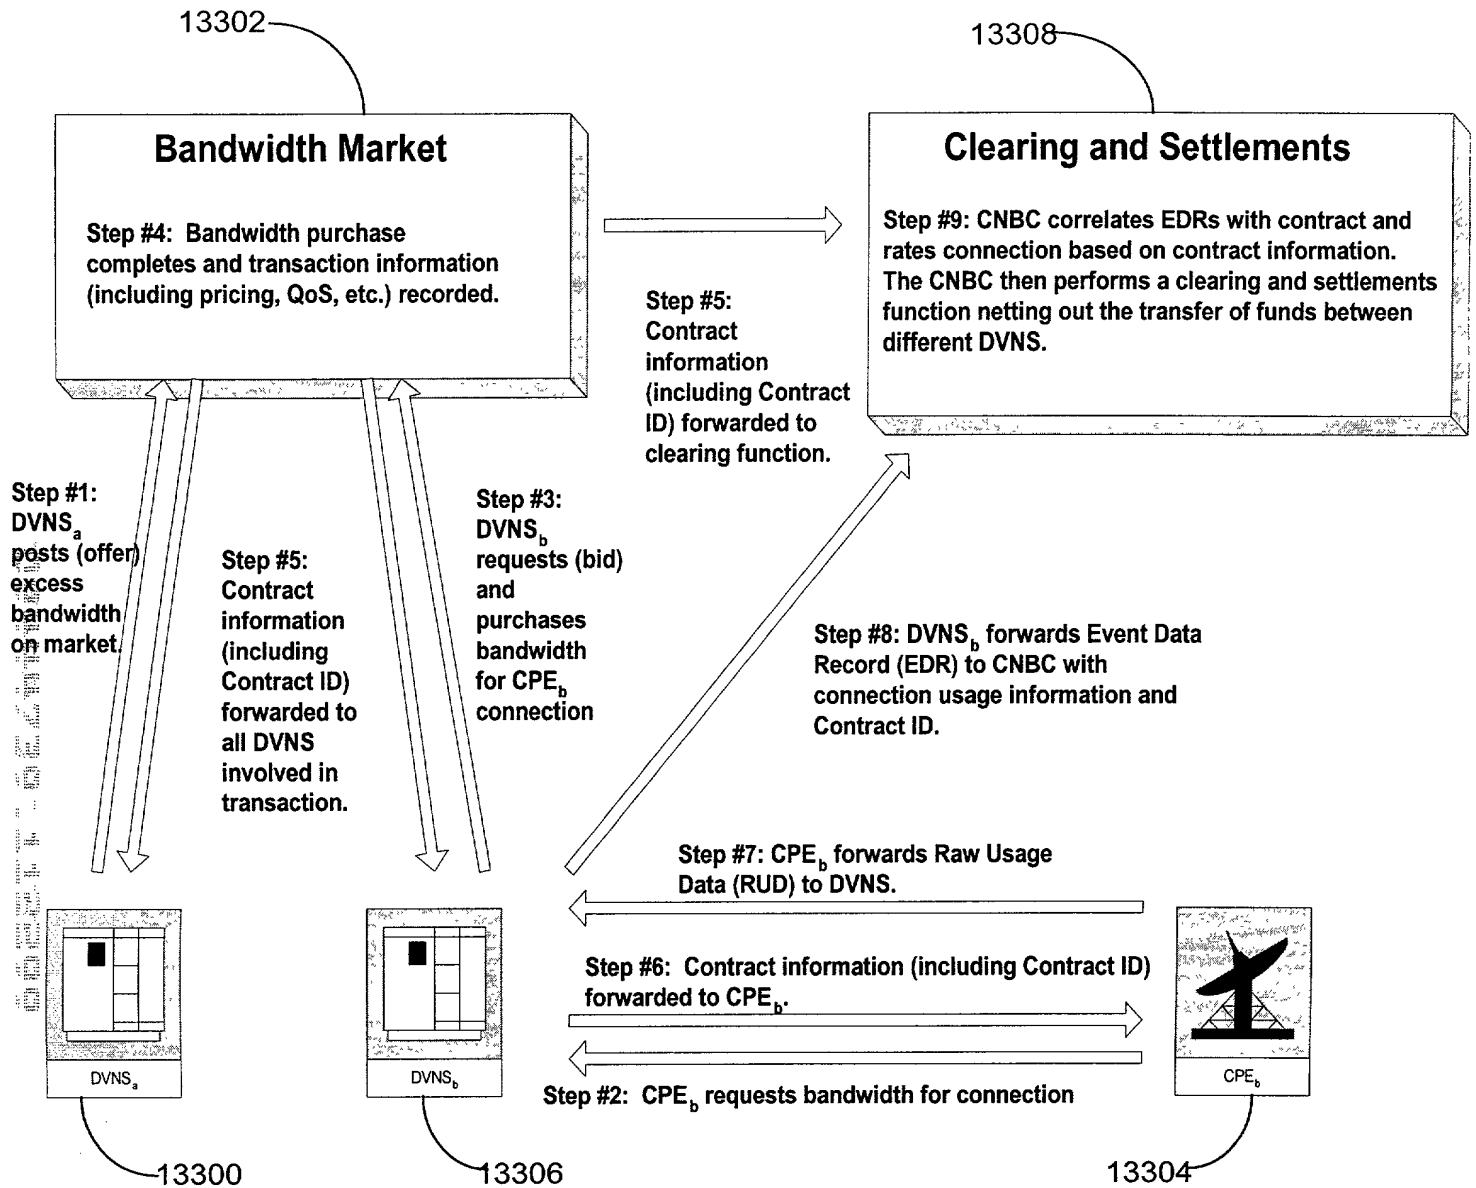 13302
13308
Bandwidth Market
Step #4: Bandwidth purchase
completes and transaction information
(including pricing, QoS, etc.) recorded.
Clearing and Settlements
Step #9: CNBC correlates EDRs with contract and
rates connection based on contract information.
The CNBC then performs a clearing and settlements
function netting out the transfer of funds between
different DVNS.
Step #5:
Contract
information
(including Contract
ID) forwarded to
clearing function.
Step #1:
DVNSa
posts (offer)
excess
bandwidth
on market.
Step #5:
Contract
information
(including
Contract ID)
forwarded to
all DVNS
involved in
transaction.
Step #3:
DVNSb
requests (bid)
and
purchases
bandwidth
for CPEb
connection
Step #8: DVNSb forwards Event Data
Record (EDR) to CNBC with
connection usage information and
Contract ID.
Step #7: CPEb forwards Raw Usage
Data (RUD) to DVNS.
Step #6: Contract information (including Contract ID)
forwarded to CPEb.
Step #2: CPEb requests bandwidth for connection
DVNSa
DVNSb
CPEb
13300
13306
13304